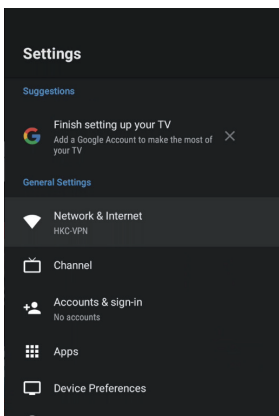 Settings
Suggestions
Finish setting up your TV
Add a Google Account to make the most of
your TV
General Settings
Network & Internet
HKC-VPN
Channel
Accounts & sign-in
No accounts
Apps
Device Preferences